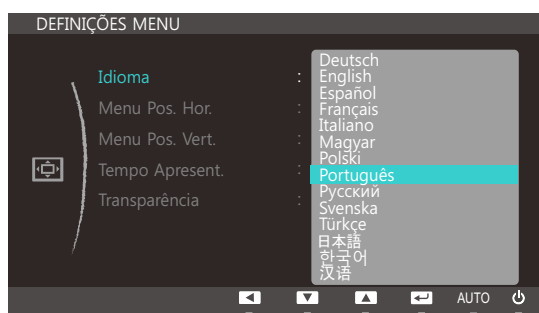 DEFINIÇÕES MENU
Idioma :
Deutsch
English
Español
Français
Italiano
Magyar
Polski
Português
Русский
Svenska
Türkçe
日本語
한국어
汉语
Menu Pos. Hor. :
Menu Pos. Vert. :
Tempo Apresent. :
Transparência :
AUTO